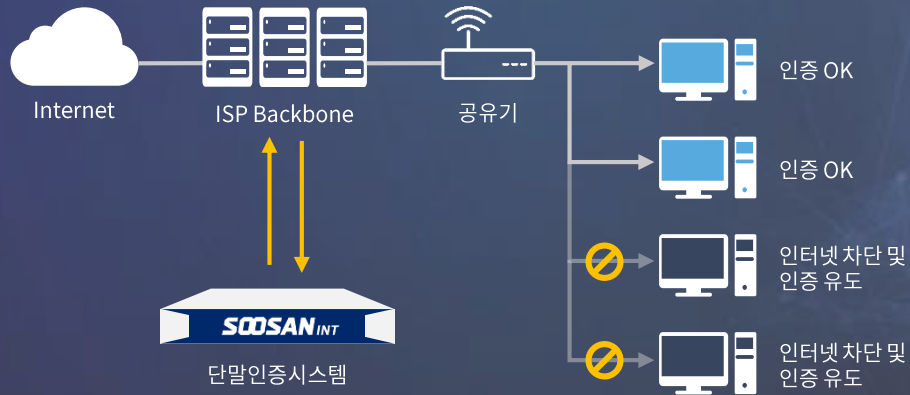 Internet
ISP Backbone
공유기
인증 OK
인증 OK
인터넷 차단 및
인증 유도
인터넷 차단 및
인증 유도
SOOSAN INT
단말인증시스템